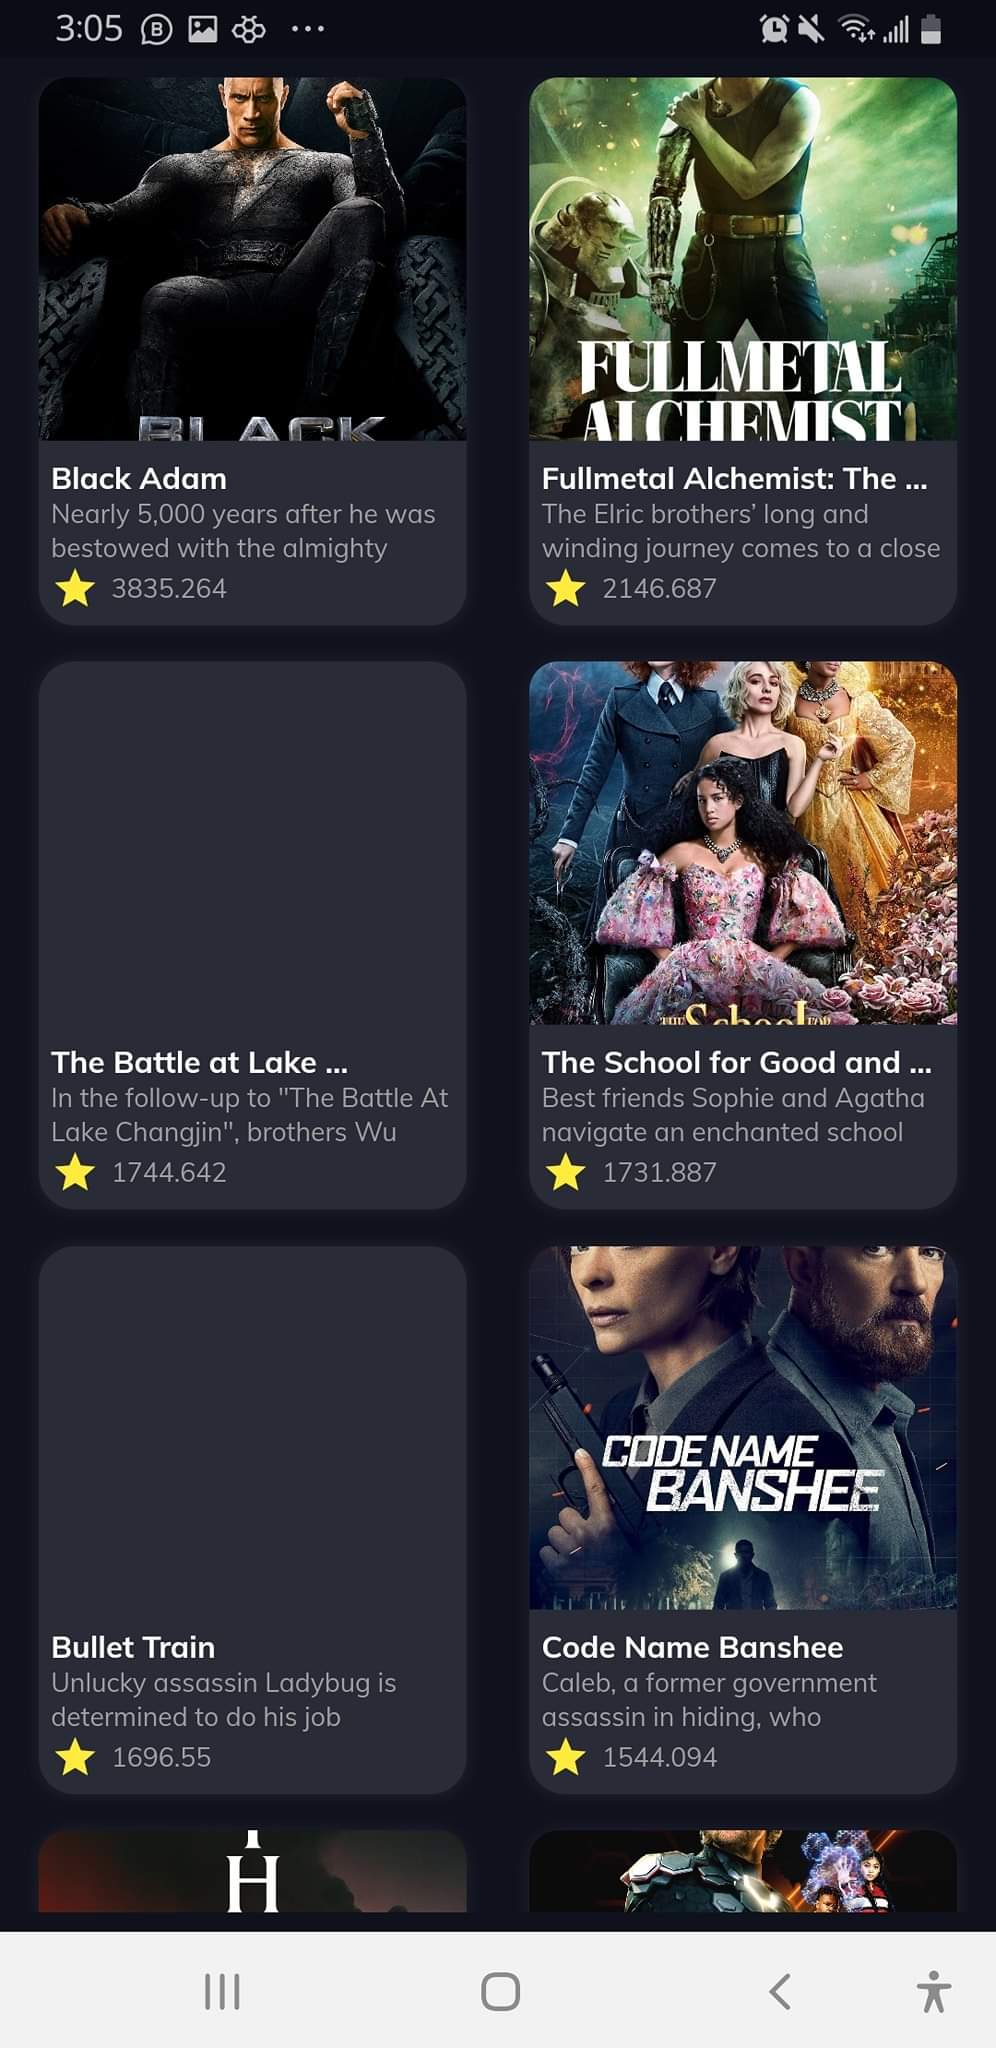 3:05
BLACK
FULLMETAL
ALCHEMIST
Black Adam
Nearly 5,000 years after he was
bestowed with the almighty
3835.264
Fullmetal Alchemist: The ...
The Elric brothers’ long and
winding journey comes to a close
2146.687
THE School FOR
The Battle at Lake ...
In the follow-up to "The Battle At
Lake Changjin", brothers Wu
1744.642
The School for Good and ...
Best friends Sophie and Agatha
navigate an enchanted school
1731.887
CODE NAME
BANSHEE
Bullet Train
Unlucky assassin Ladybug is
determined to do his job
1696.55
Code Name Banshee
Caleb, a former government
assassin in hiding, who
1544.094
H